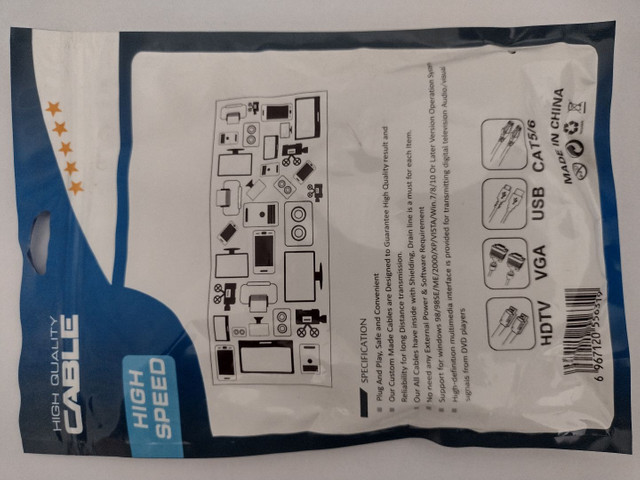 HIGH QUALITY
CABLE
HIGH
SPEED
SPECIFICATION
Plug And Play, Safe and Convenient
Our Custom Made Cables are Designed to Guarantee High Quality result and
Reliability for long Distance transmission.
Our All Cables have inside with Shielding, Drain line is a must for each item.
No need any External Power & Software Requirement
Support for windows 98/98SE/ME/2000/XP/VISTA/Win.7/8/10 Or Later Version Operation System
High-definition multimedia interface is provided for transmitting digital television Audio/visual
signals from DVD players
HDTV VGA USB CAT5/6
MADE IN CHINA